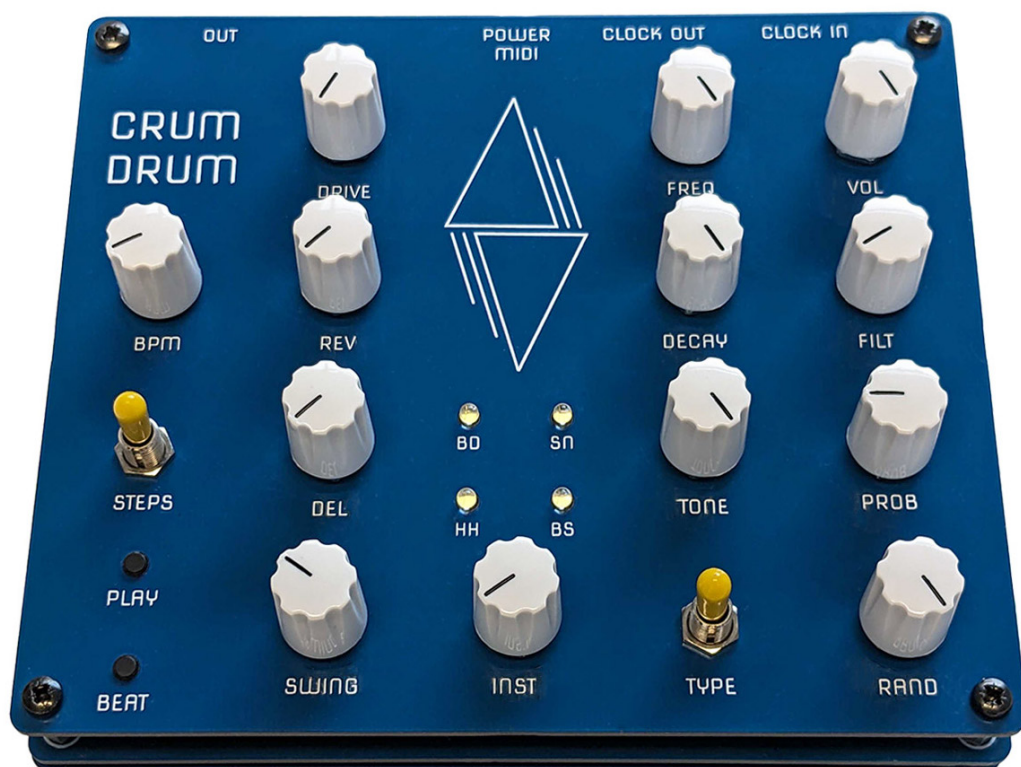 OUT
POWER
MIDI
CLOCK OUT
CLOCK IN
CRUM
DRUM
DRIVE
FREQ
VOL
BPM
REV
DECAY
FILT
STEPS
DEL
BD
SN
HH
BS
TONE
PROB
PLAY
BEAT
SWING
INST
TYPE
RAND